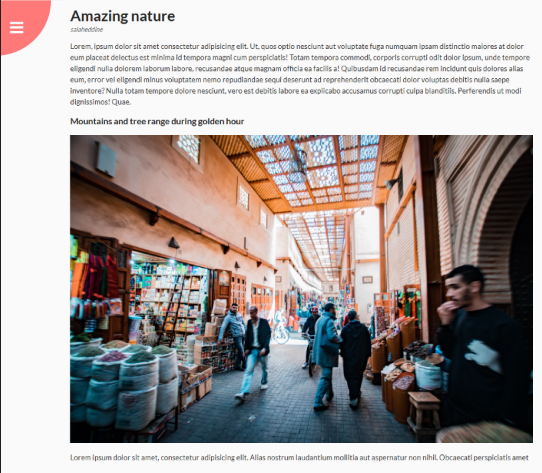 Amazing nature
salaheddine
Lorem, ipsum dolor sit amet consectetur adipisicing elit. Ut, quos optio nesciunt aut voluptate fuga numquam ipsam distinctio maiores at dolor
eum placeat delectus est minima id tempora magni cum perspiciatis! Totam tempora commodi, corporis corrupti odit dolor ipsum, unde tempore
eligendi nulla dolorem laborum labore, recusandae atque magnam officia ea facilis a! Quibusdam id recusandae rem incidunt quis dolores alias
eum, error vel eligendi minus voluptatem nemo repudiandae sequi deserunt ad reprehenderit obcaecati dolor voluptas debitis nulla saepe
inventore? Nulla totam tempore dolore nesciunt, vero est debitis labore ea explicabo accusamus corrupti culpa blanditiis. Perferendis ut modi
dignissimos! Quae.
Mountains and tree range during golden hour
Lorem ipsum dolor sit amet, consectetur adipisicing elit. Alias nostrum laudantium mollitia aut aspernatur non nihil. Obcaecati perspiciatis amet